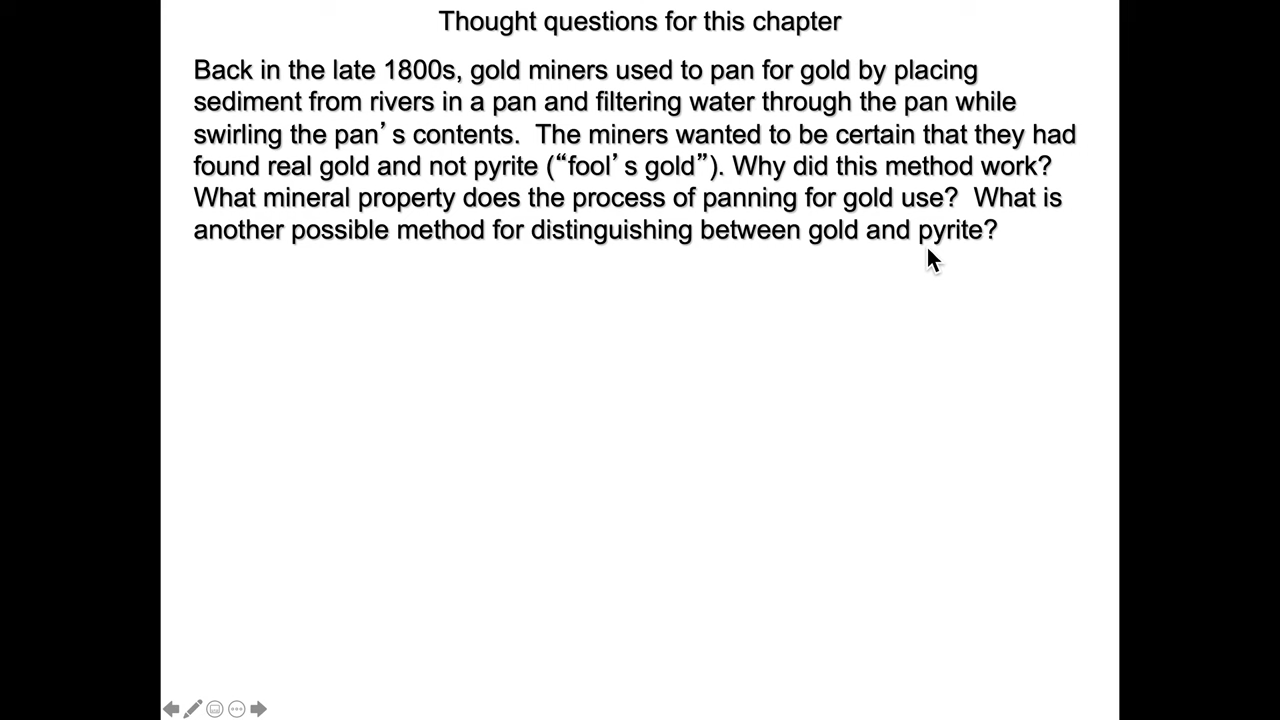 Thought questions for this chapter
Back in the late 1800s, gold miners used to pan for gold by placing
sediment from rivers in a pan and filtering water through the pan while
swirling the pan’s contents.  The miners wanted to be certain that they had
found real gold and not pyrite (“fool’s gold”). Why did this method work?
What mineral property does the process of panning for gold use?  What is
another possible method for distinguishing between gold and pyrite?